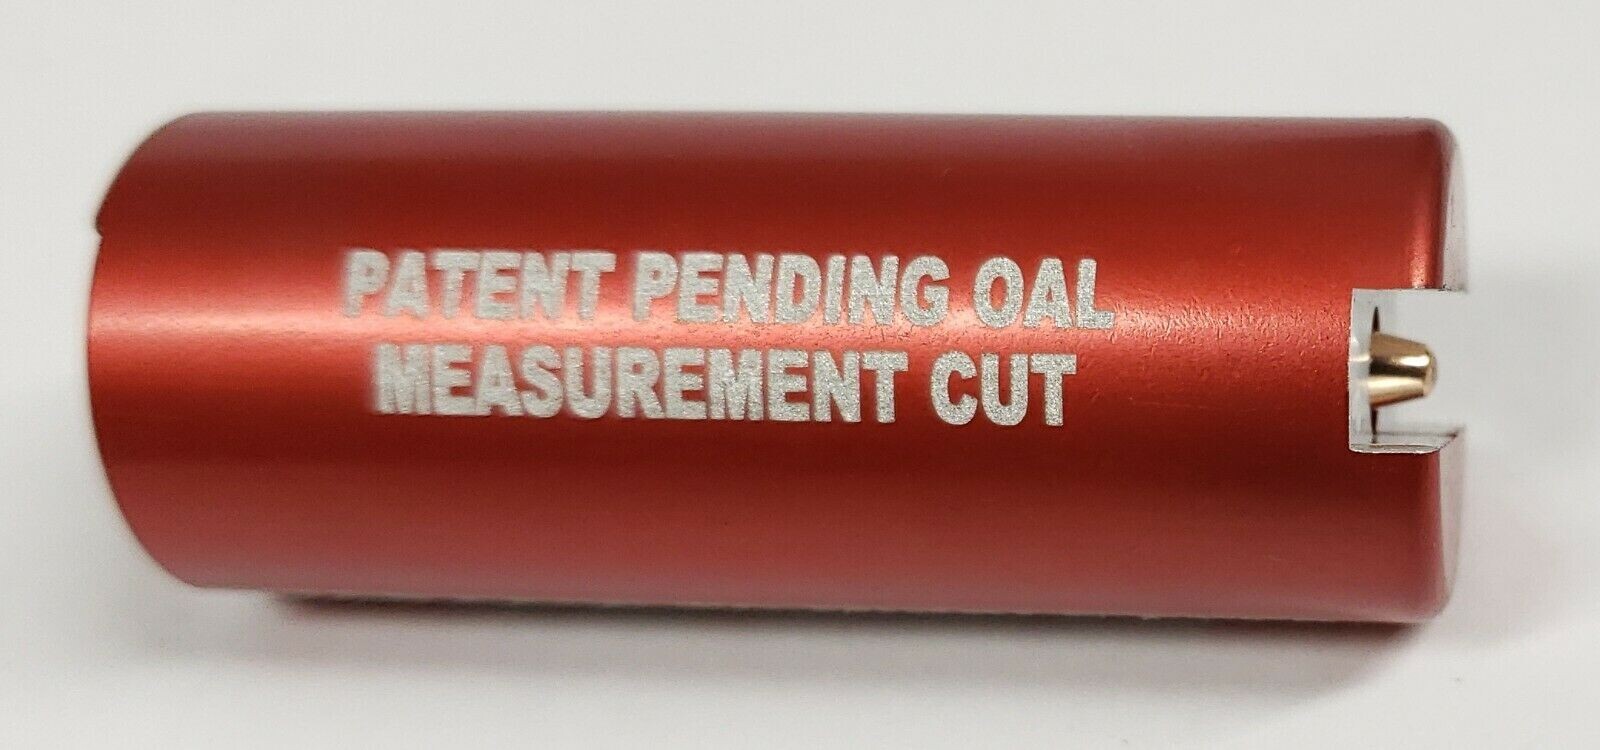 PATENT PENDING OAL
MEASUREMENT CUT